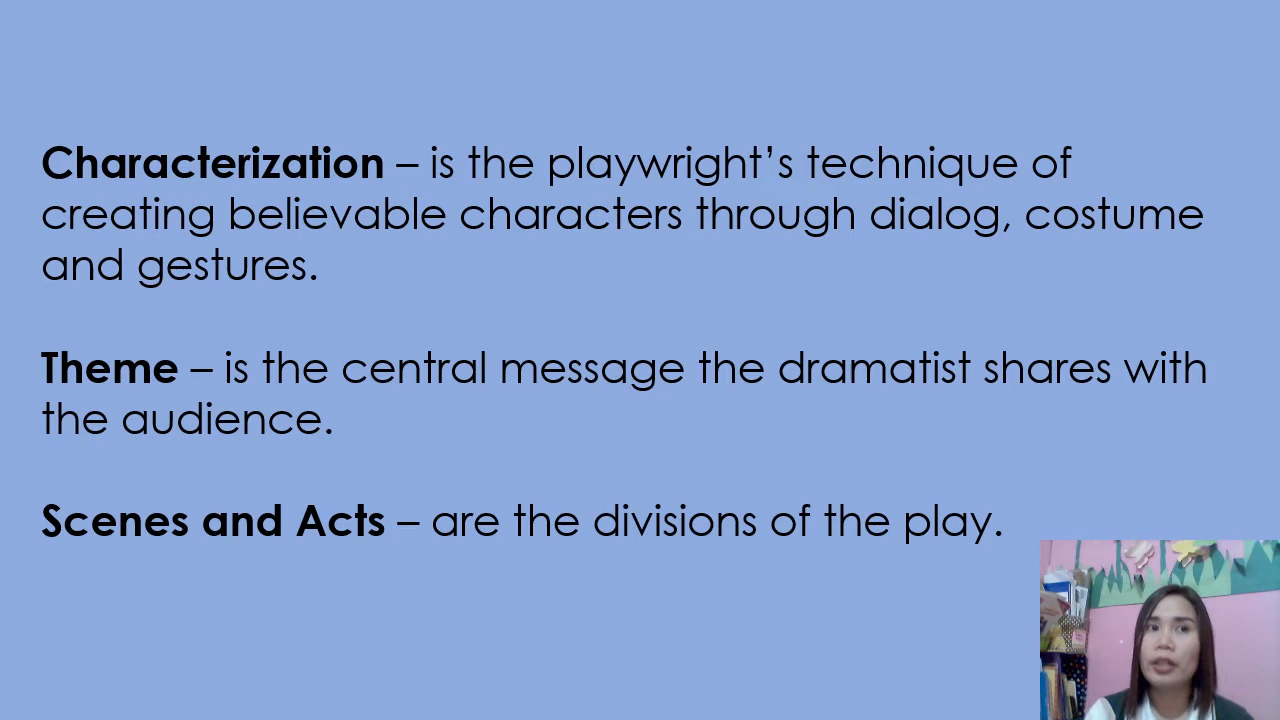 Characterization – is the playwright’s technique of
creating believable characters through dialog, costume
and gestures.
Theme – is the central message the dramatist shares with
the audience.
Scenes and Acts – are the divisions of the play.